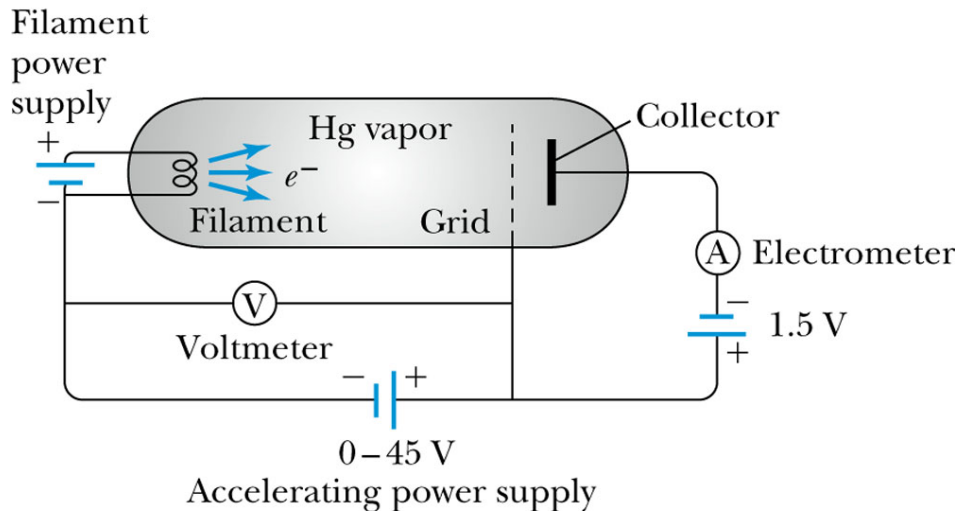 Filament
power
supply
+
−
Hg vapor
e−
Filament
Grid
Collector
A Electrometer
−
1.5 V
+
V
Voltmeter
− +
0–45 V
Accelerating power supply